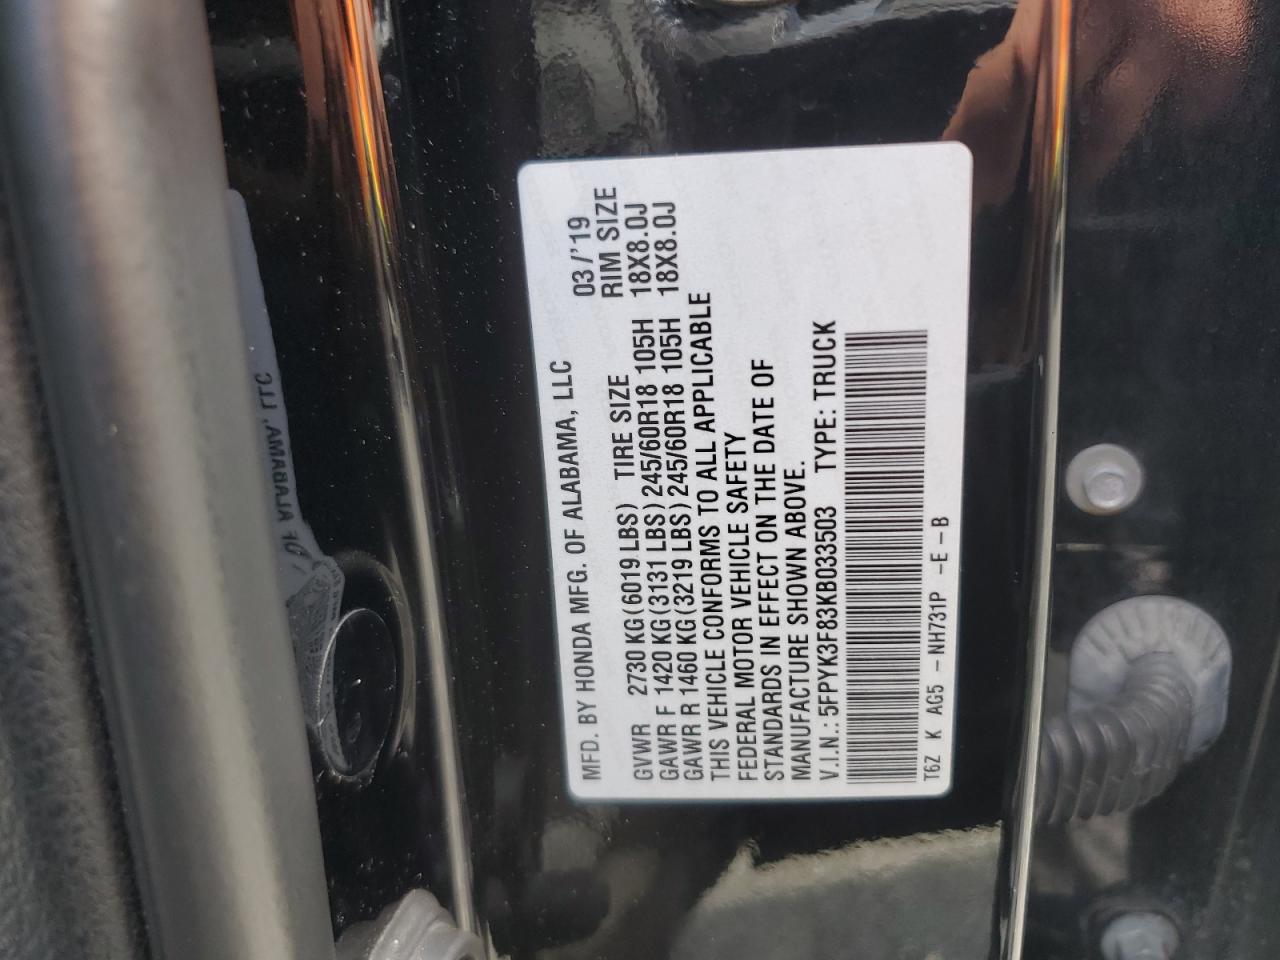 MFD. BY HONDA MFG. OF ALABAMA, LLC
03/'19
GVWR 2730 KG(6019 LBS) TIRE SIZE RIM SIZE
GAWR F 1420 KG(3131 LBS) 245/60R18 105H 18X8.0J
GAWR R 1460 KG(3219 LBS) 245/60R18 105H 18X8.0J
THIS VEHICLE CONFORMS TO ALL APPLICABLE
FEDERAL MOTOR VEHICLE SAFETY
STANDARDS IN EFFECT ON THE DATE OF
MANUFACTURE SHOWN ABOVE.
V.I.N.: 5FPYK3F83KB033503 TYPE: TRUCK
T6Z K AG5 -NH731P -E -B
OF ALABAMA, LLC